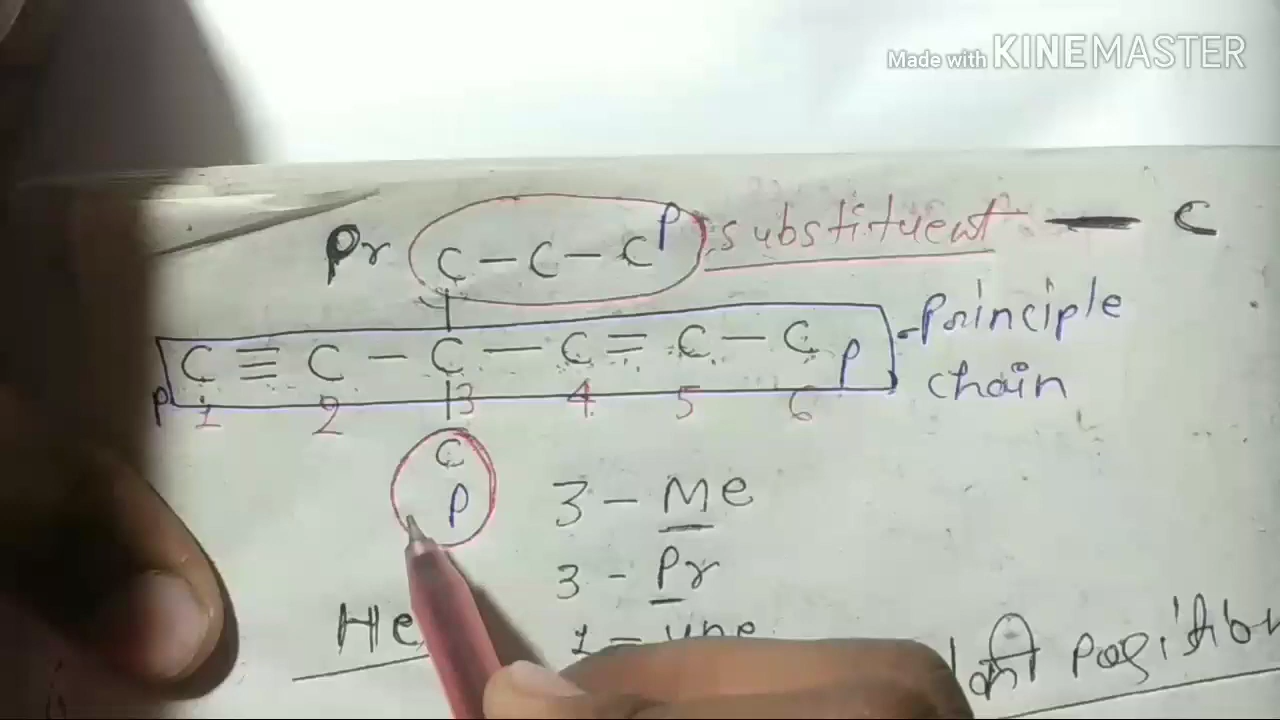 Made with KINEMASTER
Pr C – C – C P substituent — C
C ≡ C – C — C = C – C P Principle
P 1 2 3 4 5 6 chain
C
P 3 – Me
3 – Pr
He
की